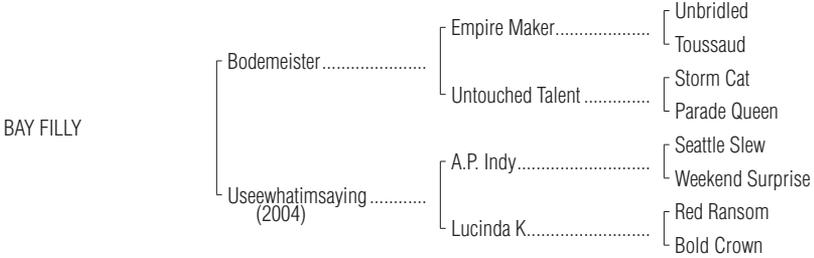 Unbridled
Empire Maker....................
Toussaud
Bodemeister......................
Storm Cat
Untouched Talent ..............
Parade Queen
BAY FILLY
Seattle Slew
A.P. Indy............................
Weekend Surprise
Useewhatimsaying ............
(2004)
Red Ransom
Lucinda K..........................
Bold Crown